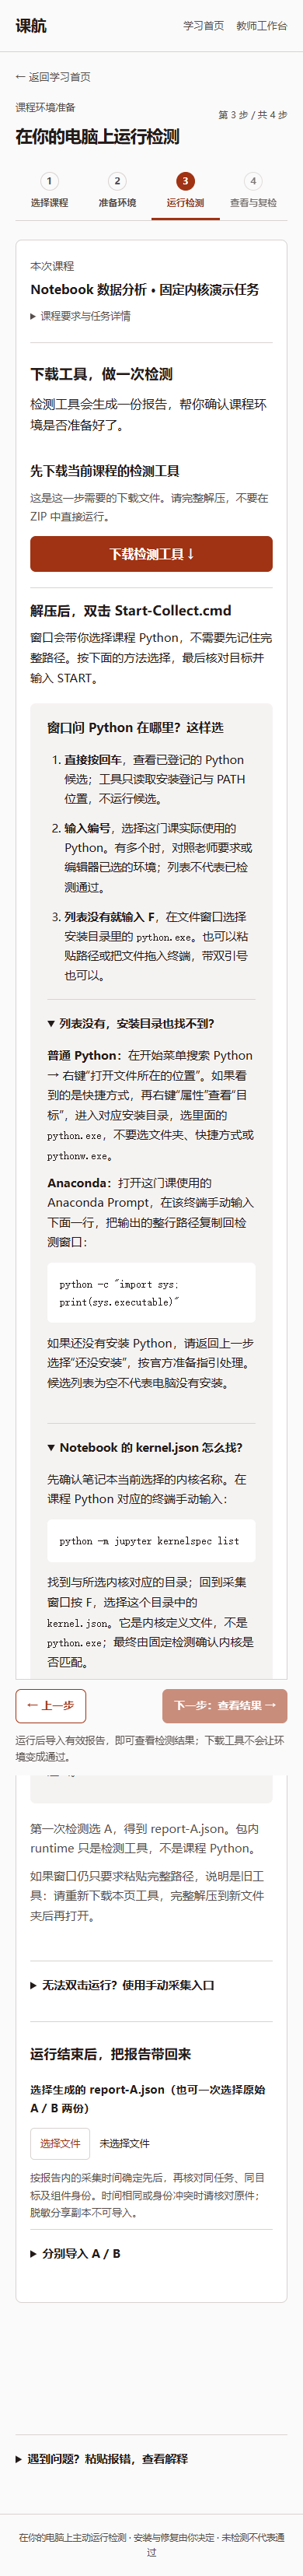 课航
学习首页 教师工作台
← 返回学习首页
课程环境准备
第 3 步 / 共 4 步
在你的电脑上运行检测
1 2 3 4
选择课程 准备环境 运行检测 查看与复检
本次课程
Notebook 数据分析 · 固定内核演示任务
▶ 课程要求与任务详情
下载工具，做一次检测
检测工具会生成一份报告，帮你确认课程环
境是否准备好了。
先下载当前课程的检测工具
这是这一步需要的下载文件。请完整解压，不要在
ZIP 中直接运行。
下载检测工具 ↓
解压后，双击 Start-Collect.cmd
窗口会带你选择课程 Python，不需要先记住完
整路径。按下面的方法选择，最后核对目标并
输入 START。
窗口问 Python 在哪里？这样选
1. 直接按回车，查看已登记的 Python
候选；工具只读取安装登记与 PATH
位置，不运行候选。
2. 输入编号，选择这门课实际使用的
Python。有多个时，对照老师要求或
编辑器已选的环境；列表不代表已检
测通过。
3. 列表没有就输入 F，在文件窗口选择
安装目录里的 python.exe。也可以粘
贴路径或把文件拖入终端，带双引号
也可以。
▼ 列表没有，安装目录也找不到？
普通 Python：在开始菜单搜索 Python
→ 右键“打开文件所在的位置”。如果看
到的是快捷方式，再右键“属性”查看“目
标”，进入对应安装目录，选里面的
python.exe，不要选文件夹、快捷方式或
pythonw.exe。
Anaconda：打开这门课使用的
Anaconda Prompt，在该终端手动输入
下面一行，把输出的整行路径复制回检
测窗口：
python -c "import sys;
print(sys.executable)"
如果还没有安装 Python，请返回上一步
选择“还没安装”，按官方准备指引处理。
候选列表为空不代表电脑没有安装。
▼ Notebook 的 kernel.json 怎么找？
先确认笔记本当前选择的内核名称。在
课程 Python 对应的终端手动输入：
python -m jupyter kernelspec list
找到与所选内核对应的目录；回到采集
窗口按 F，选择这个目录中的
kernel.json。它是内核定义文件，不是
python.exe；最终由固定检测确认内核是
否匹配。
← 上一步 下一步：查看结果 →
运行后导入有效报告，即可查看检测结果；下载工具不会让环
境变成通过。
第一次检测选 A，得到 report-A.json。包内
runtime 只是检测工具，不是课程 Python。
如果窗口仍只要求粘贴完整路径，说明是旧工
具：请重新下载本页工具，完整解压到新文件
夹后再打开。
▶ 无法双击运行？使用手动采集入口
运行结束后，把报告带回来
选择生成的 report-A.json（也可一次选择原始
A / B 两份）
选择文件 未选择文件
按报告内的采集时间确定先后，再核对同任务、同目
标及组件身份。时间相同或身份冲突时请核对原件；
脱敏分享副本不可导入。
▶ 分别导入 A / B
▶ 遇到问题？粘贴报错，查看解释
在你的电脑上主动运行检测 · 安装与修复由你决定 · 未检测不代表通
过